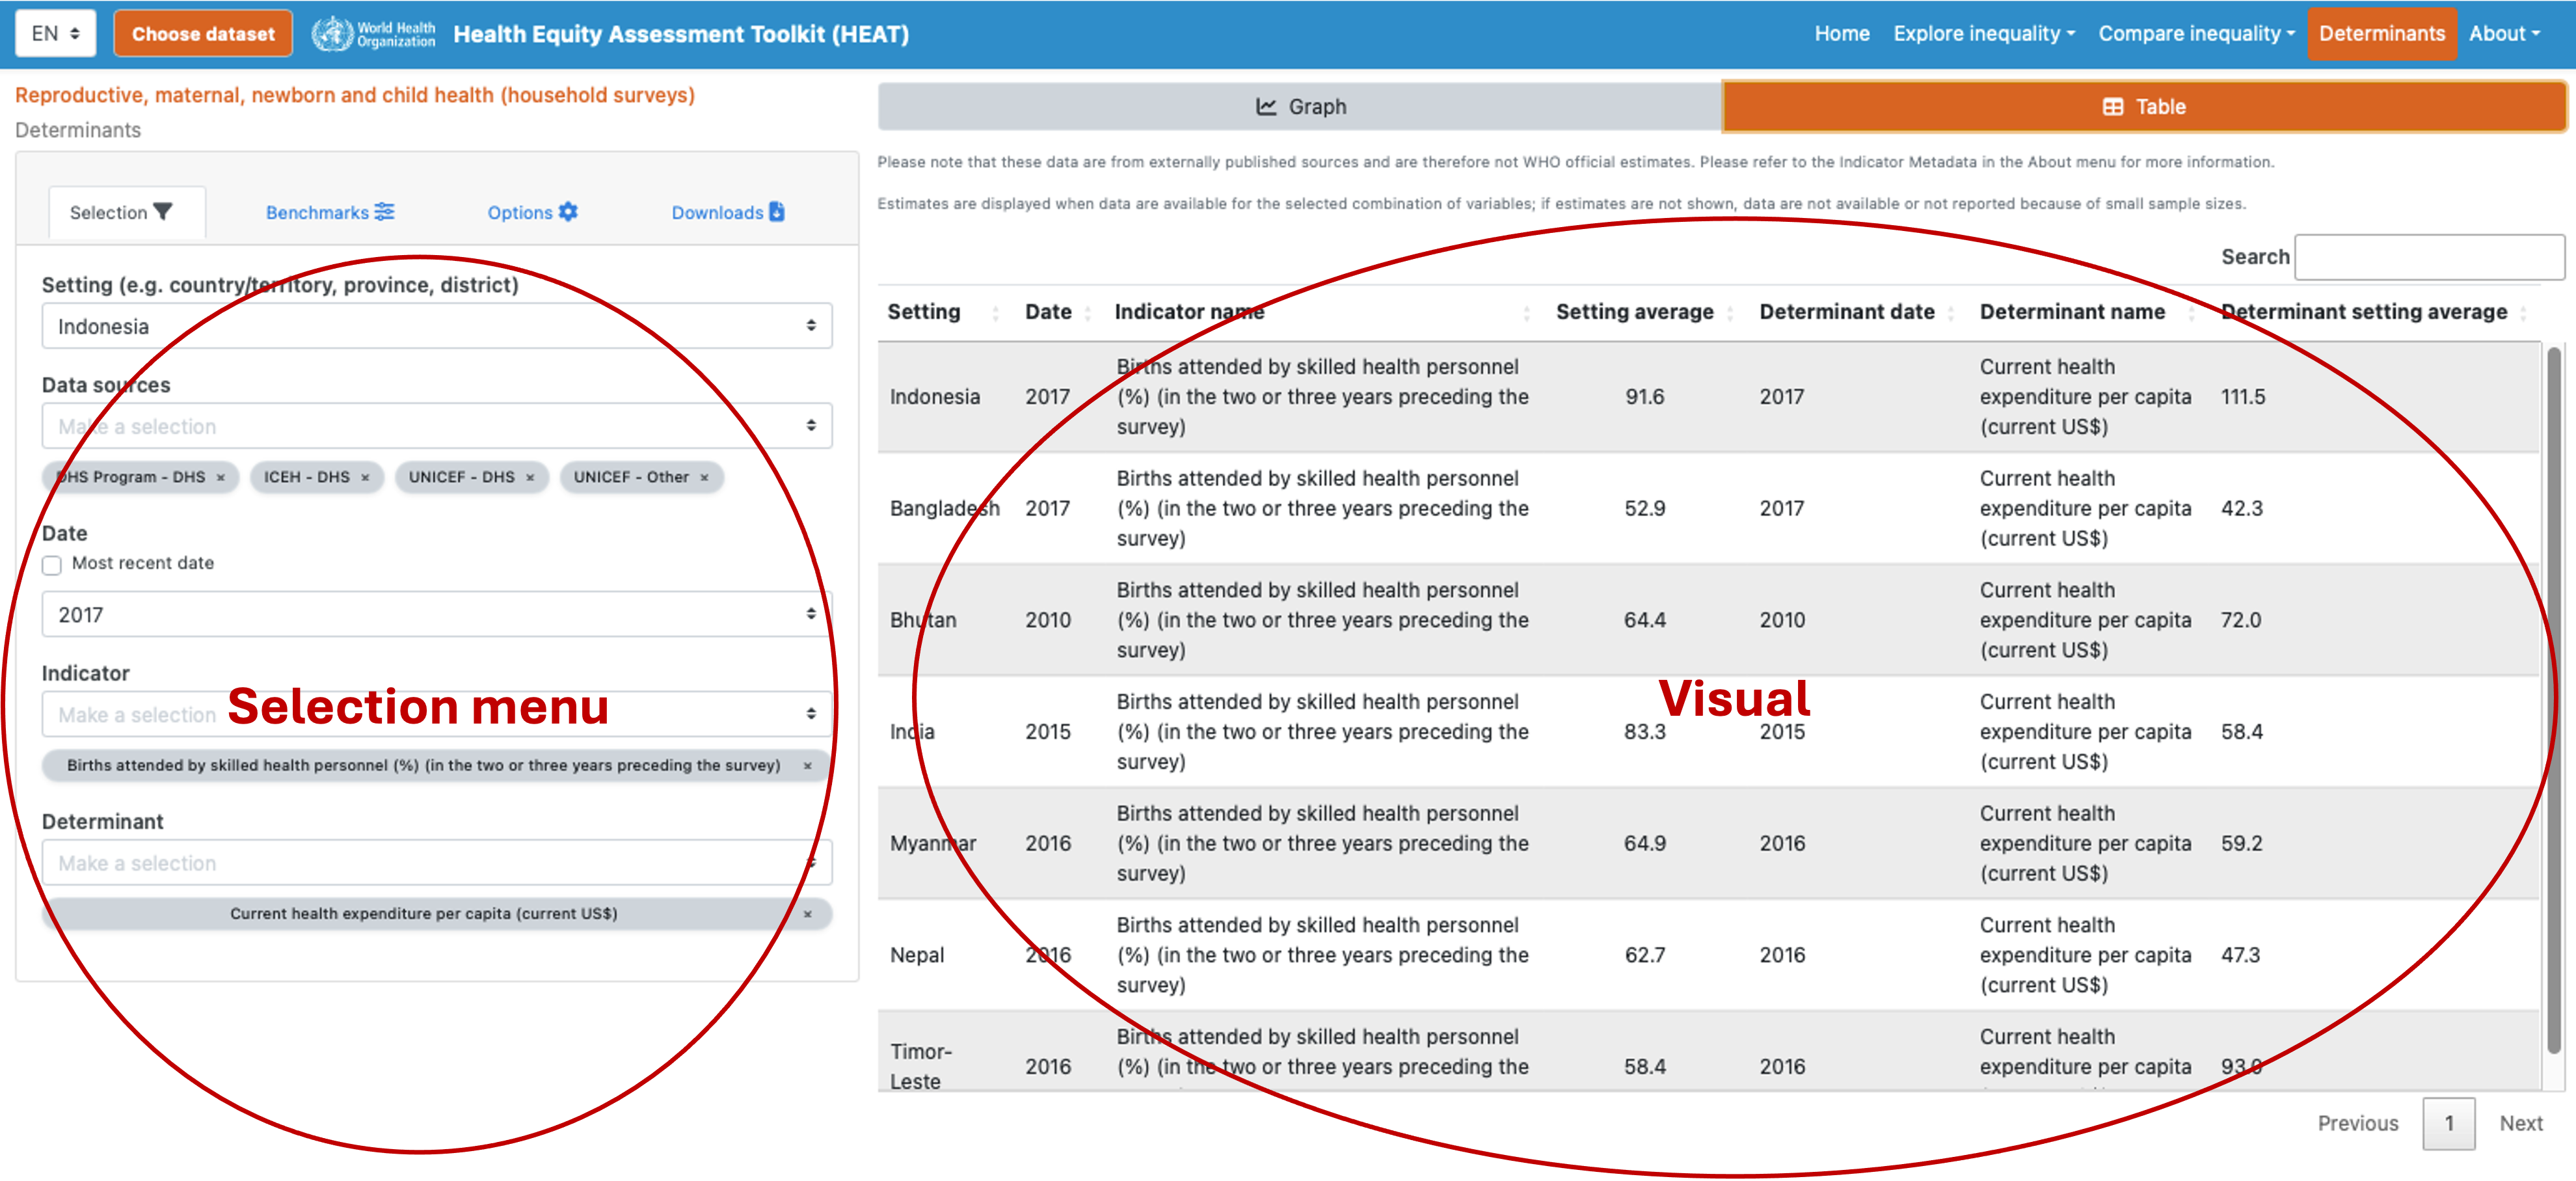 EN
Choose dataset
World Health
Organization
Health Equity Assessment Toolkit (HEAT)
Home
Explore inequality
Compare inequality
Determinants
About
Reproductive, maternal, newborn and child health (household surveys)
Determinants
Selection
Benchmarks
Options
Downloads
Setting (e.g. country/territory, province, district)
Indonesia
Data sources
Make a selection
DHS Program - DHS ×
ICEH - DHS ×
UNICEF - DHS ×
UNICEF - Other ×
Date
Most recent date
2017
Indicator
Make a selection
Selection menu
Births attended by skilled health personnel (%) (in the two or three years preceding the survey) ×
Determinant
Make a selection
Current health expenditure per capita (current US$) ×
Graph
Table
Please note that these data are from externally published sources and are therefore not WHO official estimates. Please refer to the Indicator Metadata in the About menu for more information.
Estimates are displayed when data are available for the selected combination of variables; if estimates are not shown, data are not available or not reported because of small sample sizes.
Search
Setting Date Indicator name Setting average Determinant date Determinant name Determinant setting average
Births attended by skilled health personnel Current health
Indonesia 2017 (%) (in the two or three years preceding the 91.6 2017 expenditure per capita 111.5
survey) (current US$)
Births attended by skilled health personnel Current health
Bangladesh 2017 (%) (in the two or three years preceding the 52.9 2017 expenditure per capita 42.3
survey) (current US$)
Births attended by skilled health personnel Current health
Bhutan 2010 (%) (in the two or three years preceding the 64.4 2010 expenditure per capita 72.0
survey) (current US$)
Visual
Births attended by skilled health personnel Current health
India 2015 (%) (in the two or three years preceding the 83.3 2015 expenditure per capita 58.4
survey) (current US$)
Births attended by skilled health personnel Current health
Myanmar 2016 (%) (in the two or three years preceding the 64.9 2016 expenditure per capita 59.2
survey) (current US$)
Births attended by skilled health personnel Current health
Nepal 2016 (%) (in the two or three years preceding the 62.7 2016 expenditure per capita 47.3
survey) (current US$)
Births attended by skilled health personnel Current health
Timor-
2016 (%) (in the two or three years preceding the 58.4 2016 expenditure per capita
Leste
Previous 1 Next